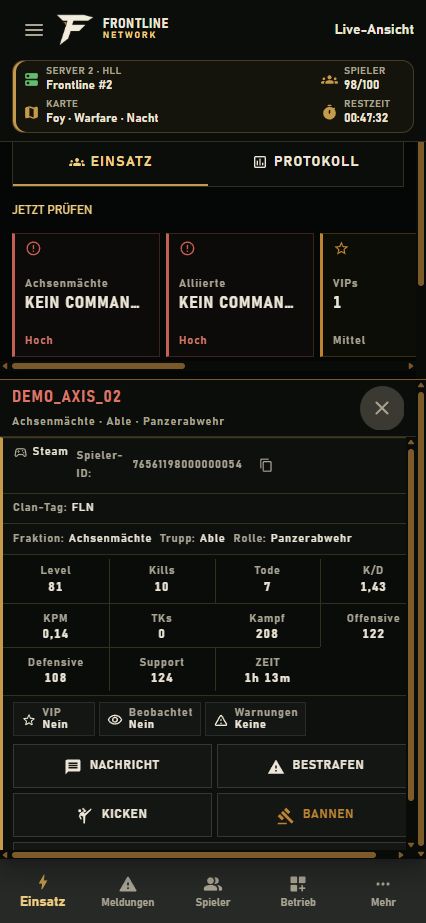 FRONTLINE
NETWORK
Live-Ansicht
SERVER 2 · HLL
Frontline #2
SPIELER
98/100
KARTE
Foy · Warfare · Nacht
RESTZEIT
00:47:32
EINSATZ
PROTOKOLL
JETZT PRÜFEN
Achsenmächte
KEIN COMMAN…
Hoch
Alliierte
KEIN COMMAN…
Hoch
VIPs
1
Mittel
DEMO_AXIS_02
Achsenmächte · Able · Panzerabwehr
Steam
Spieler-
ID:
76561198000000054
Clan-Tag: FLN
Fraktion: Achsenmächte Trupp: Able Rolle: Panzerabwehr
Level
81
Kills
10
Tode
7
K/D
1,43
KPM
0,14
TKs
0
Kampf
208
Offensive
122
Defensive
108
Support
124
ZEIT
1h 13m
VIP
Nein
Beobachtet
Nein
Warnungen
Keine
NACHRICHT
BESTRAFEN
KICKEN
BANNEN
Einsatz
Meldungen
Spieler
Betrieb
Mehr